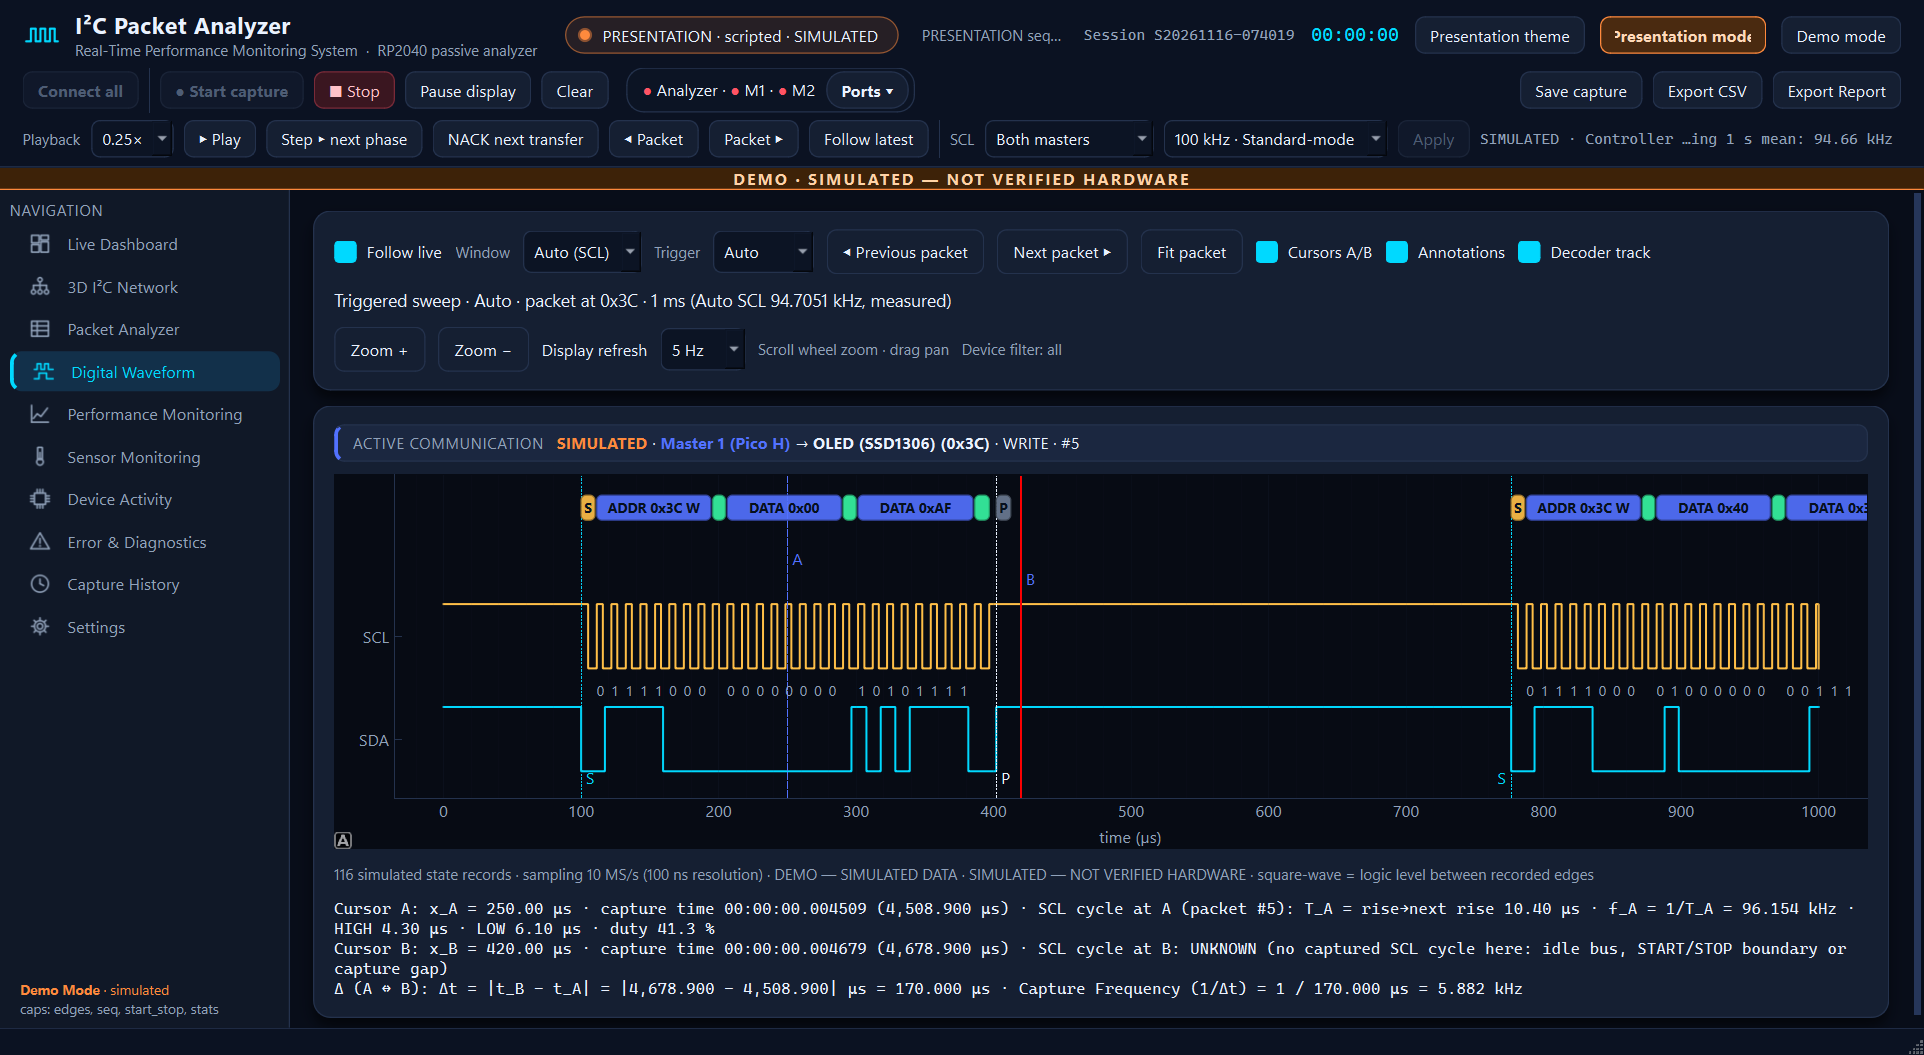 I²C Packet Analyzer
Real-Time Performance Monitoring System · RP2040 passive analyzer
PRESENTATION · scripted · SIMULATED
PRESENTATION seq…
Session S20261116-074019
00:00:00
Presentation theme
Presentation mode
Demo mode
Connect all
● Start capture
■ Stop
Pause display
Clear
● Analyzer · ● M1 · ● M2
Ports ▾
Save capture
Export CSV
Export Report
Playback
0.25×
▸ Play
Step ▸ next phase
NACK next transfer
◂ Packet
Packet ▸
Follow latest
SCL
Both masters
100 kHz · Standard-mode
Apply
SIMULATED · Controller …ing 1 s mean: 94.66 kHz
DEMO · SIMULATED — NOT VERIFIED HARDWARE
NAVIGATION
Live Dashboard
3D I²C Network
Packet Analyzer
Digital Waveform
Performance Monitoring
Sensor Monitoring
Device Activity
Error & Diagnostics
Capture History
Settings
Demo Mode · simulated
caps: edges, seq, start_stop, stats
Follow live
Window
Auto (SCL)
Trigger
Auto
◂ Previous packet
Next packet ▸
Fit packet
Cursors A/B
Annotations
Decoder track
Triggered sweep · Auto · packet at 0x3C · 1 ms (Auto SCL 94.7051 kHz, measured)
Zoom +
Zoom −
Display refresh
5 Hz
Scroll wheel zoom · drag pan
Device filter: all
ACTIVE COMMUNICATION SIMULATED · Master 1 (Pico H) → OLED (SSD1306) (0x3C) · WRITE · #5
S ADDR 0x3C W DATA 0x00 DATA 0xAF P S ADDR 0x3C W DATA 0x40 DATA 0x3
A
B
SCL
0 1 1 1 1 0 0 0 0 0 0 0 0 0 0 0 1 0 1 0 1 1 1 1 0 1 1 1 1 0 0 0 0 1 0 0 0 0 0 0 0 0 1 1 1
SDA
S P S
0 100 200 300 400 500 600 700 800 900 1000
time (µs)
A
116 simulated state records · sampling 10 MS/s (100 ns resolution) · DEMO — SIMULATED DATA · SIMULATED — NOT VERIFIED HARDWARE · square-wave = logic level between recorded edges
Cursor A: x_A = 250.00 µs · capture time 00:00:00.004509 (4,508.900 µs) · SCL cycle at A (packet #5): T_A = rise→next rise 10.40 µs · f_A = 1/T_A = 96.154 kHz ·
HIGH 4.30 µs · LOW 6.10 µs · duty 41.3 %
Cursor B: x_B = 420.00 µs · capture time 00:00:00.004679 (4,678.900 µs) · SCL cycle at B: UNKNOWN (no captured SCL cycle here: idle bus, START/STOP boundary or
capture gap)
Δ (A ↔ B): Δt = |t_B − t_A| = |4,678.900 − 4,508.900| µs = 170.000 µs · Capture Frequency (1/Δt) = 1 / 170.000 µs = 5.882 kHz